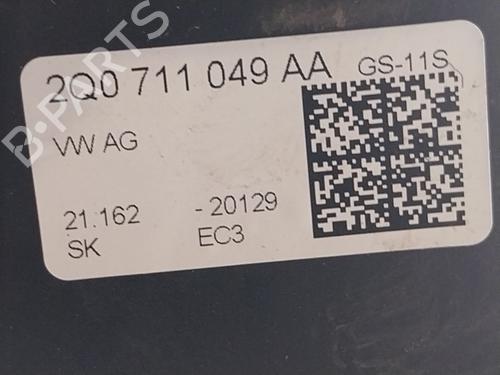 2Q0 711 049 AA GS-11S
VW AG
21.162 - 20129
SK EC3
B-PARTS